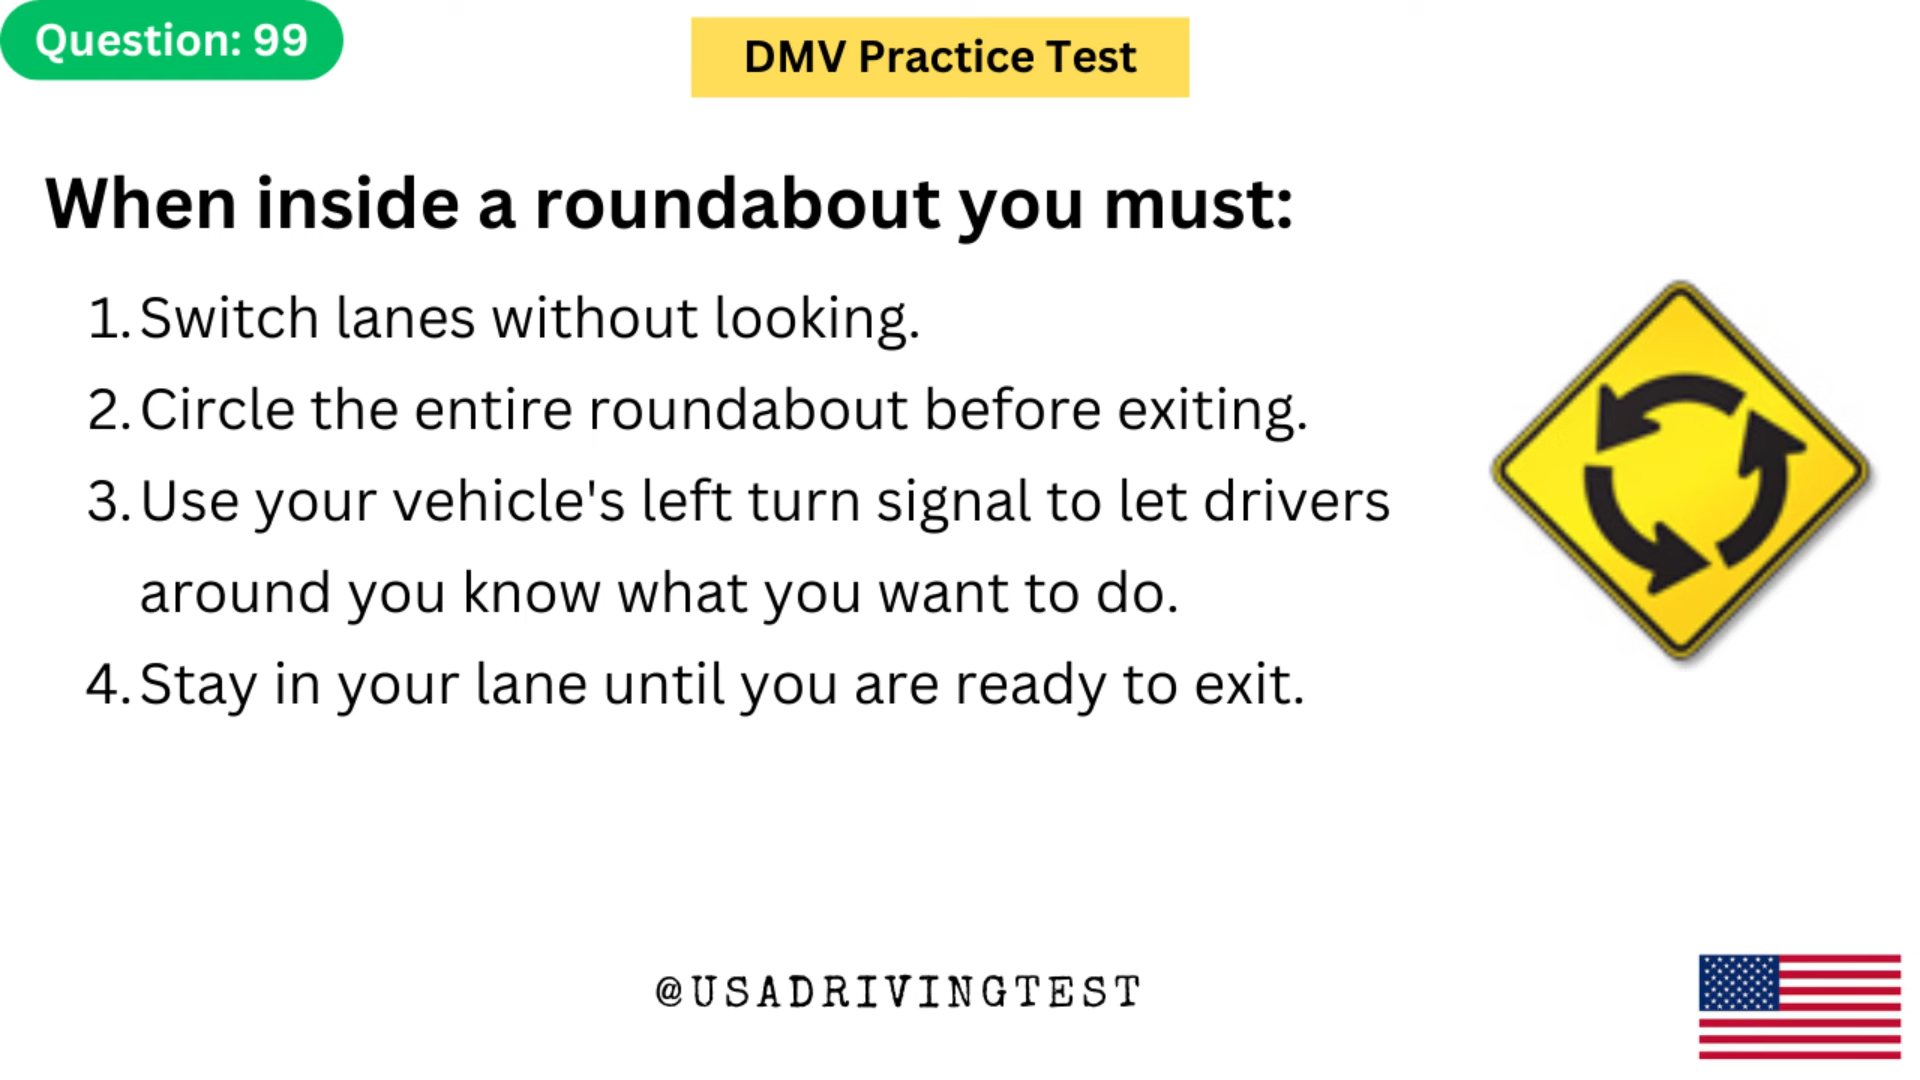 Question: 99
DMV Practice Test
When inside a roundabout you must:
1. Switch lanes without looking.
2. Circle the entire roundabout before exiting.
3. Use your vehicle's left turn signal to let drivers
around you know what you want to do.
4. Stay in your lane until you are ready to exit.
@USADRIVINGTEST